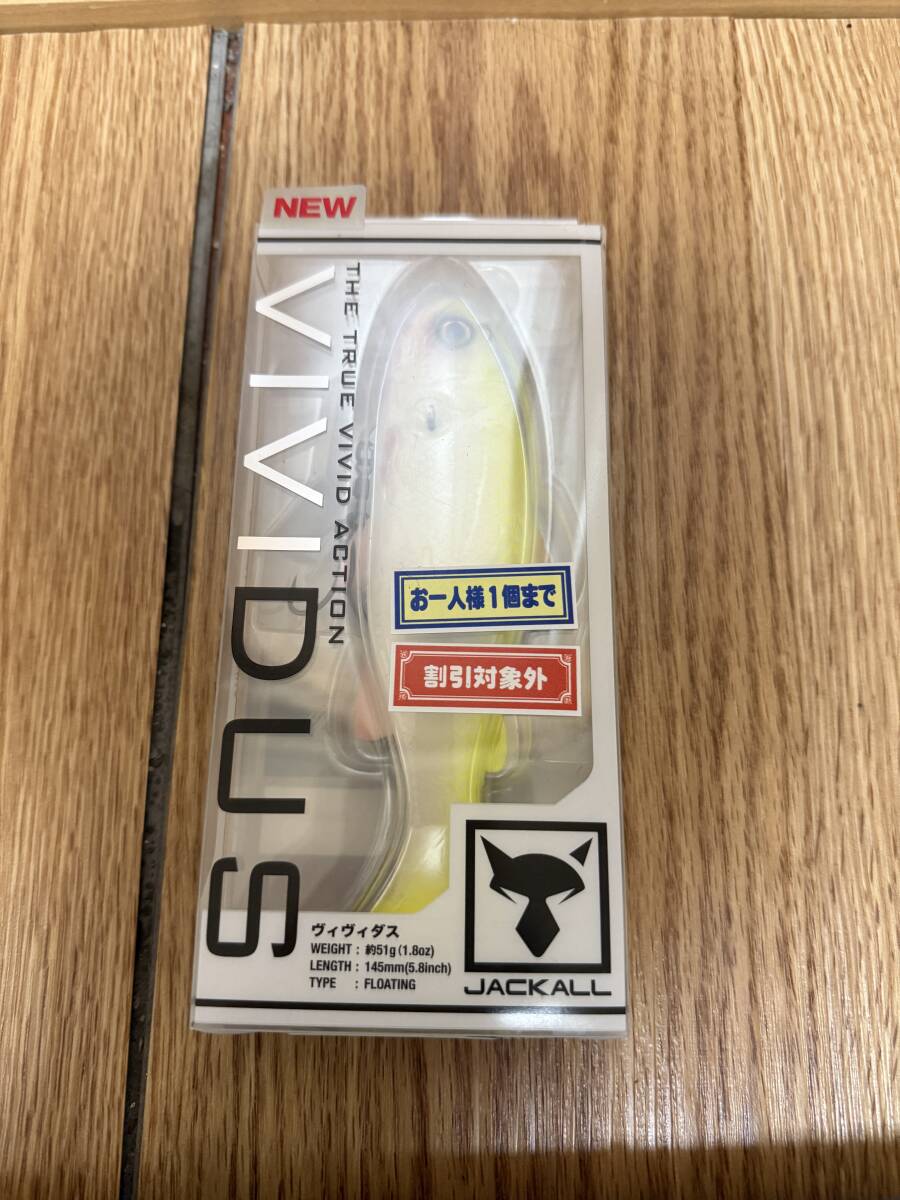 NEW
THE TRUE VIVID ACTION
VIVIDUS
お一人様1個まで
割引対象外
ヴィヴィダス
WEIGHT : 約51g (1.8oz)
LENGTH : 145mm(5.8inch)
TYPE : FLOATING
JACKALL